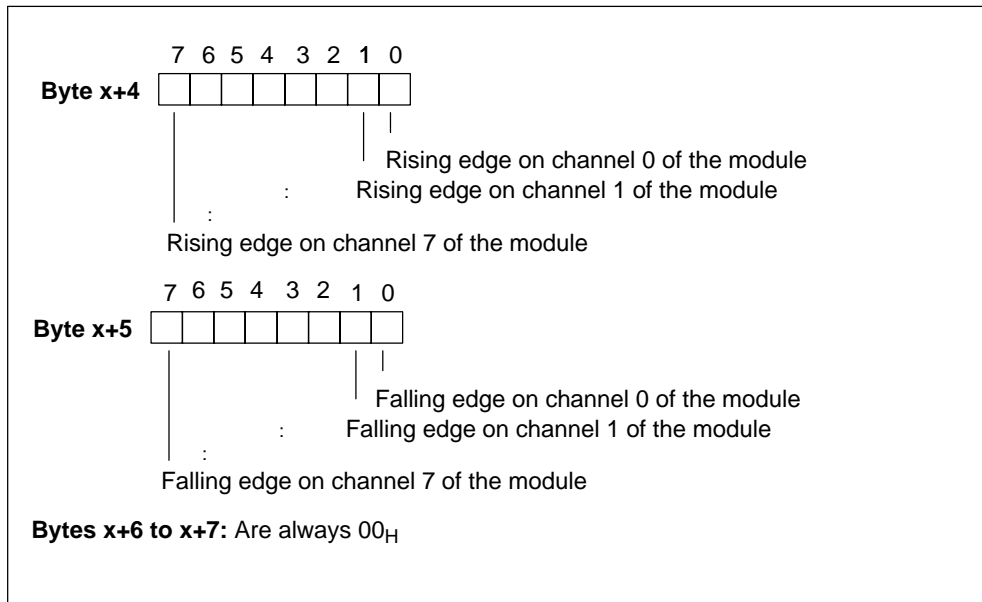 7 6 5 4 3 2 1 0
Byte x+4
Rising edge on channel 0 of the module
: Rising edge on channel 1 of the module
:
Rising edge on channel 7 of the module
7 6 5 4 3 2 1 0
Byte x+5
Falling edge on channel 0 of the module
: Falling edge on channel 1 of the module
:
Falling edge on channel 7 of the module
Bytes x+6 to x+7: Are always 00H